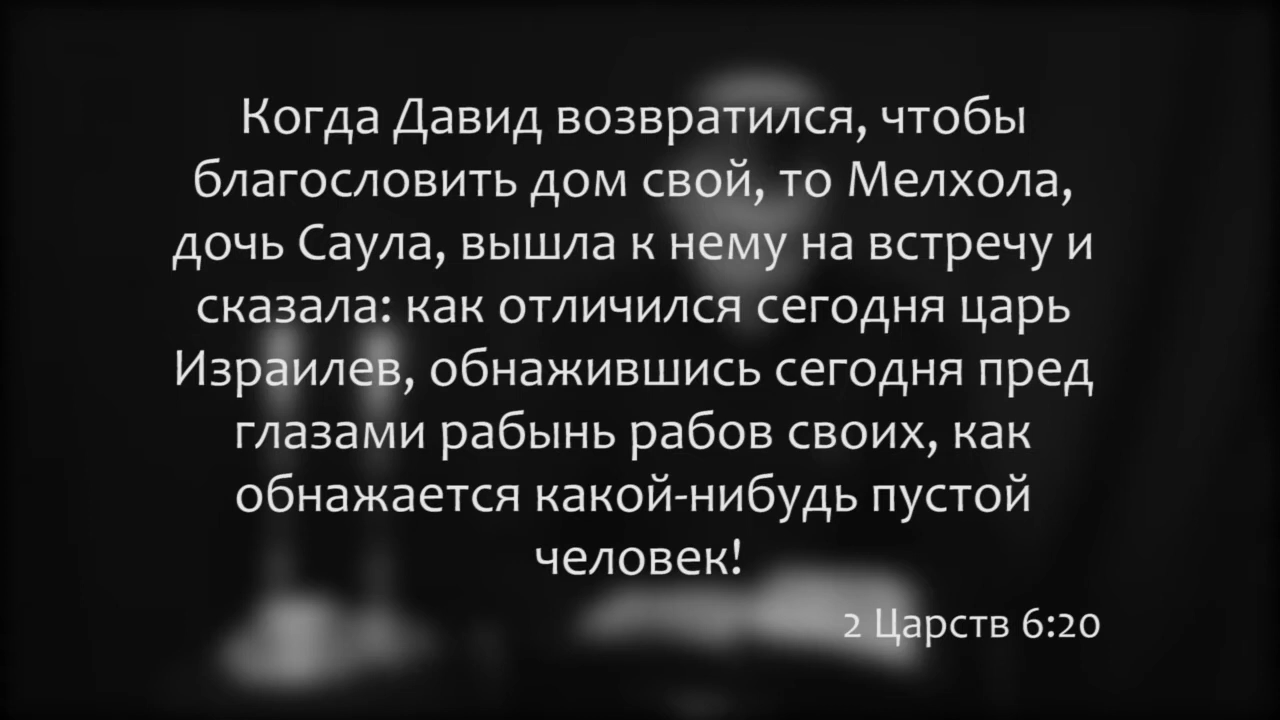 Когда Давид возвратился, чтобы
благословить дом свой, то Мелхола,
дочь Саула, вышла к нему на встречу и
сказала: как отличился сегодня царь
Израилев, обнажившись сегодня пред
глазами рабынь рабов своих, как
обнажается какой-нибудь пустой
человек!
2 Царств 6:20